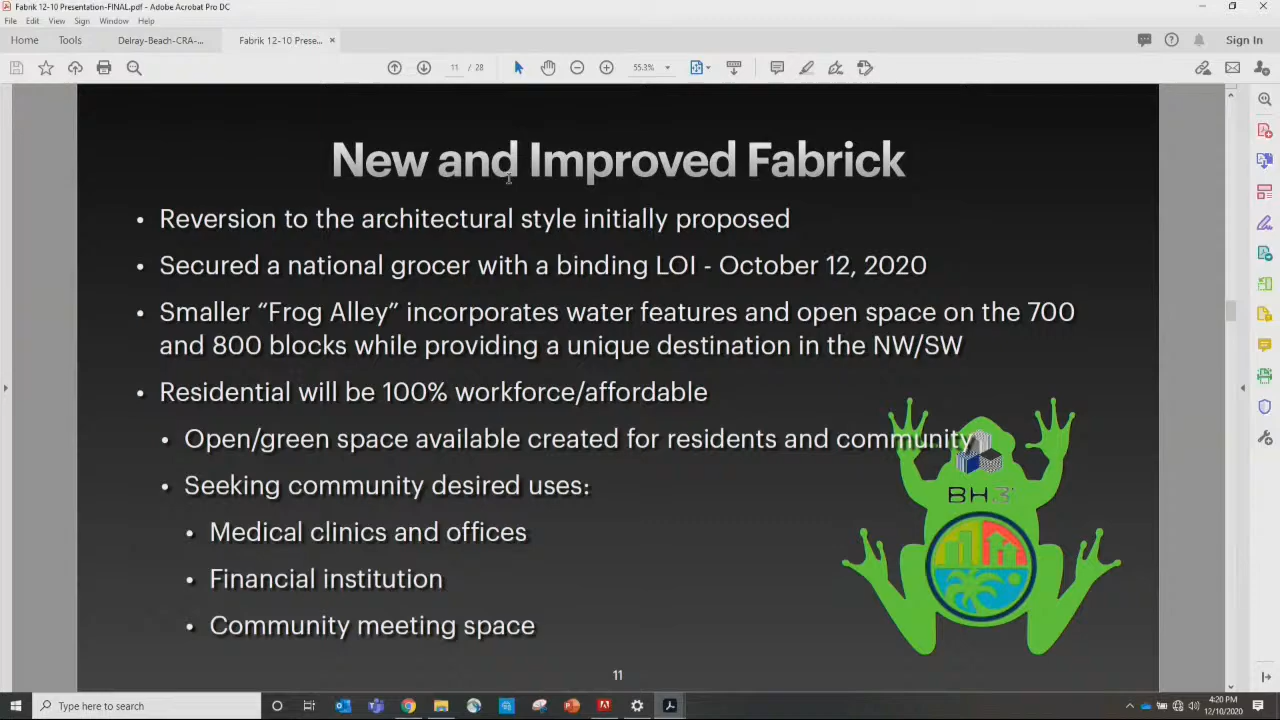 Fabrik 12-10 Presentation-FINAL.pdf - Adobe Acrobat Pro DC
File Edit View Sign Window Help
Home Tools Delray-Beach-CRA-... Fabrik 12-10 Prese... × Sign In
11 / 28 55.3%
New and Improved Fabrick
• Reversion to the architectural style initially proposed
• Secured a national grocer with a binding LOI - October 12, 2020
• Smaller “Frog Alley” incorporates water features and open space on the 700
and 800 blocks while providing a unique destination in the NW/SW
• Residential will be 100% workforce/affordable
• Open/green space available created for residents and community
• Seeking community desired uses:
BH3
• Medical clinics and offices
• Financial institution
• Community meeting space
11
Type here to search
4:20 PM
12/10/2020